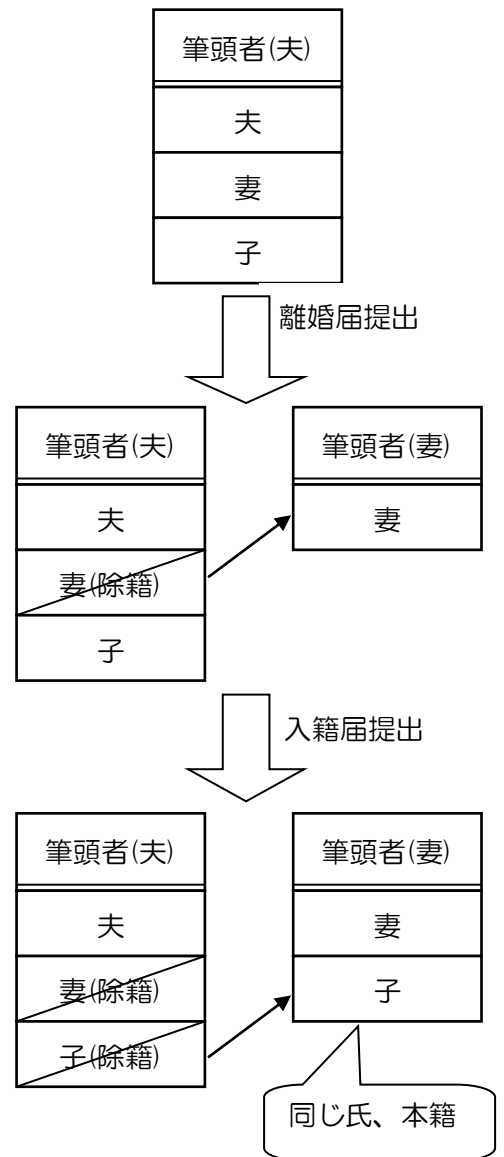 筆頭者(夫)
夫
妻
子
離婚届提出
筆頭者(夫)
夫
妻(除籍)
子
筆頭者(妻)
妻
入籍届提出
筆頭者(夫)
夫
妻(除籍)
子(除籍)
筆頭者(妻)
妻
子
同じ氏、本籍